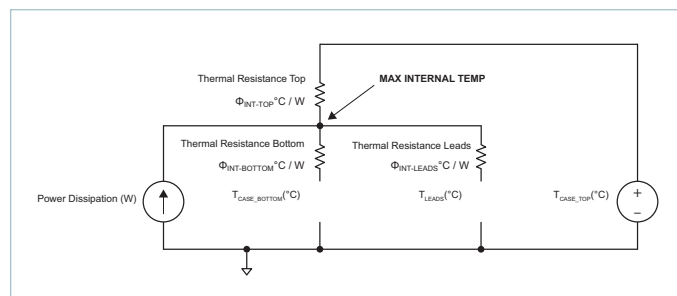 Thermal Resistance Top
MAX INTERNAL TEMP
ΦINT-TOP°C / W
Thermal Resistance Bottom
Thermal Resistance Leads
ΦINT-BOTTOM°C / W
ΦINT-LEADS°C / W
Power Dissipation (W)
TCASE_BOTTOM(°C)
TLEADS(°C)
TCASE_TOP(°C)
+
–